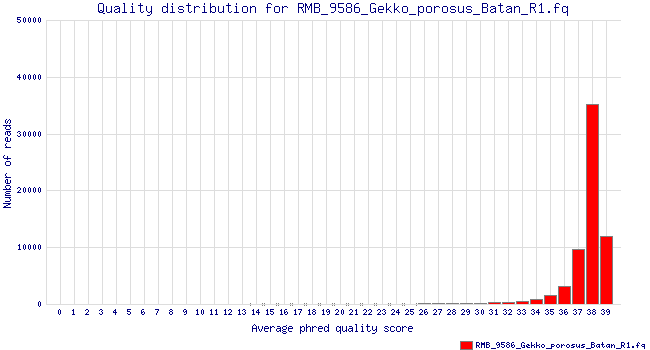 Quality distribution for RMB_9586_Gekko_porosus_Batan_R1.fq
50000
40000
30000
20000
10000
0
Number of reads
0 1 2 3 4 5 6 7 8 9 10 11 12 13 14 15 16 17 18 19 20 21 22 23 24 25 26 27 28 29 30 31 32 33 34 35 36 37 38 39
Average phred quality score
RMB_9586_Gekko_porosus_Batan_R1.fq